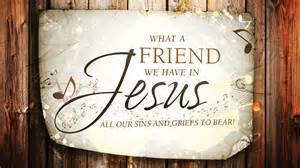 WHAT A
FRIEND
WE HAVE IN
Jesus
ALL OUR SINS AND GRIEFS TO BEAR!